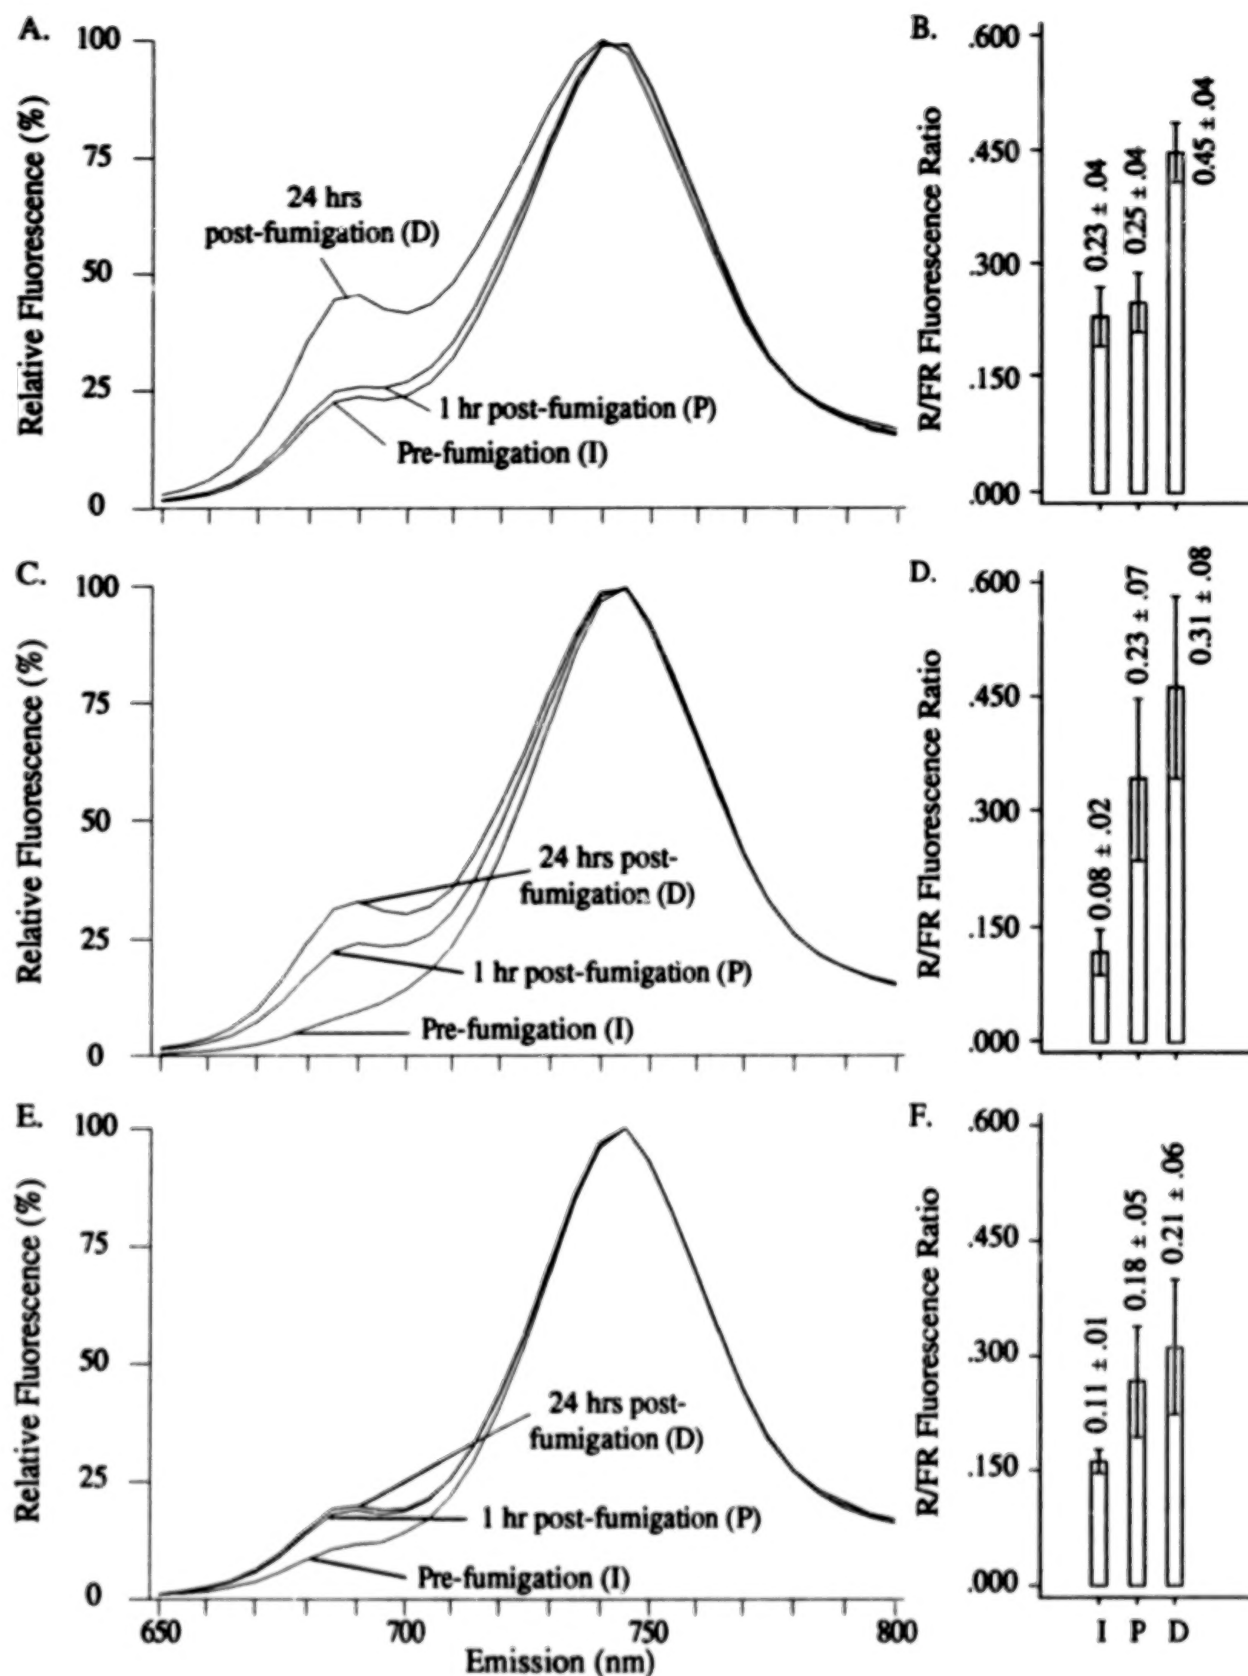 A.
Relative Fluorescence (%)
100
75
50
25
0
24 hrs
post-fumigation (D)
1 hr post-fumigation (P)
Pre-fumigation (I)
B.
R/FR Fluorescence Ratio
.600
.450
.300
.150
.000
0.23 ± .04
0.25 ± .04
0.45 ± .04
C.
Relative Fluorescence (%)
100
75
50
25
0
24 hrs post-
fumigation (D)
1 hr post-fumigation (P)
Pre-fumigation (I)
D.
R/FR Fluorescence Ratio
.600
.450
.300
.150
.000
0.08 ± .02
0.23 ± .07
0.31 ± .08
E.
Relative Fluorescence (%)
100
75
50
25
0
24 hrs post-
fumigation (D)
1 hr post-fumigation (P)
Pre-fumigation (I)
650 700 750 800
Emission (nm)
F.
R/FR Fluorescence Ratio
.600
.450
.300
.150
.000
0.11 ± .01
0.18 ± .05
0.21 ± .06
I P D